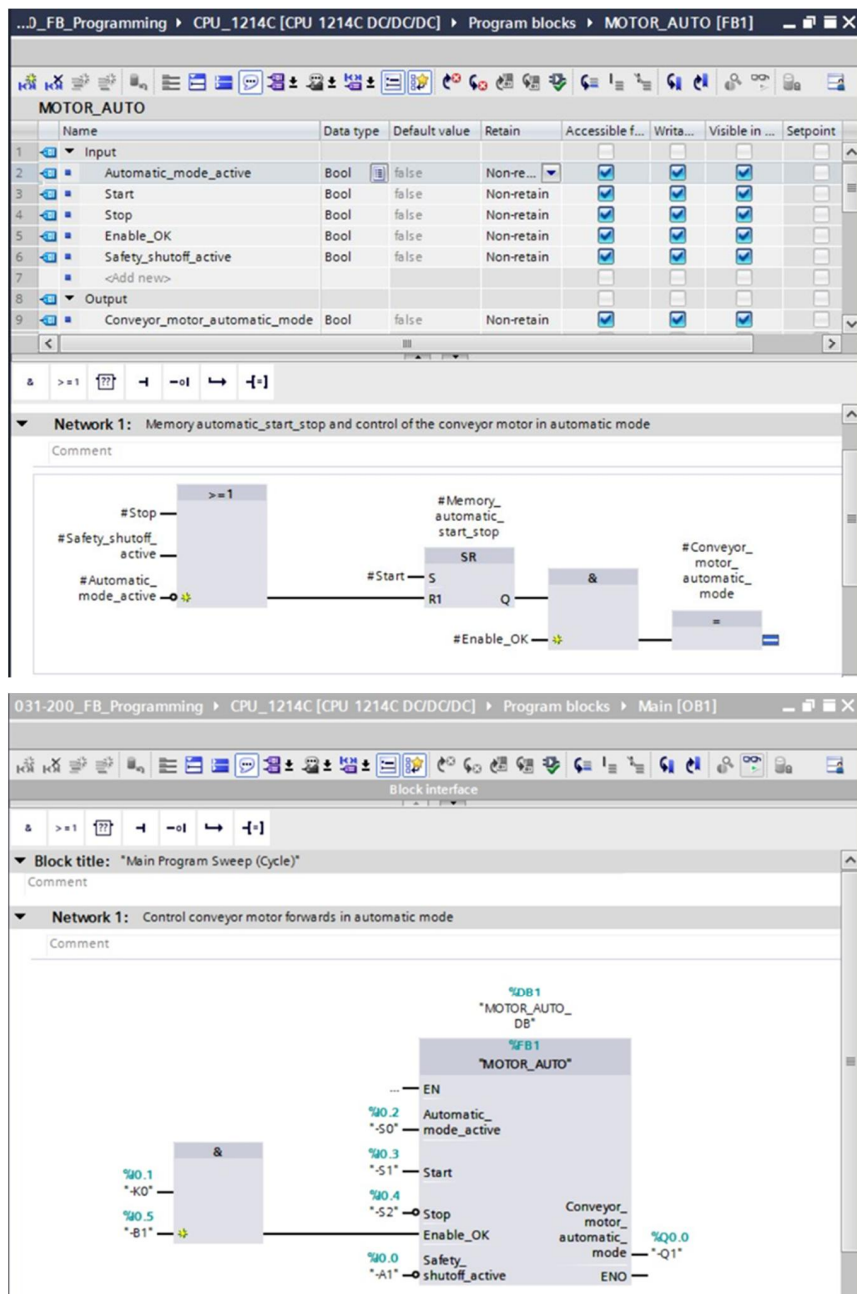 ...0_FB_Programming ▸ CPU_1214C [CPU 1214C DC/DC/DC] ▸ Program blocks ▸ MOTOR_AUTO [FB1]
MOTOR_AUTO
Name Data type Default value Retain Accessible f... Writa... Visible in ... Setpoint
1 Input
2 Automatic_mode_active Bool false Non-re...
3 Start Bool false Non-retain
4 Stop Bool false Non-retain
5 Enable_OK Bool false Non-retain
6 Safety_shutoff_active Bool false Non-retain
7 <Add new>
8 Output
9 Conveyor_motor_automatic_mode Bool false Non-retain
& >=1 ?? -o| -[=]
Network 1: Memory automatic_start_stop and control of the conveyor motor in automatic mode
Comment
>=1
#Stop
#Safety_shutoff_
active
#Automatic_
mode_active
#Memory_
automatic_
start_stop
SR
#Start S
R1 Q
&
#Enable_OK
#Conveyor_
motor_
automatic_
mode
=
031-200_FB_Programming ▸ CPU_1214C [CPU 1214C DC/DC/DC] ▸ Program blocks ▸ Main [OB1]
Block interface
& >=1 ?? -o| -[=]
Block title: "Main Program Sweep (Cycle)"
Comment
Network 1: Control conveyor motor forwards in automatic mode
Comment
&
%I0.1
"-K0"
%I0.5
"-B1"
%DB1
"MOTOR_AUTO_
DB"
%FB1
"MOTOR_AUTO"
... EN
%I0.2
"-S0"
Automatic_
mode_active
%I0.3
"-S1" Start
%I0.4
"-S2" Stop
Enable_OK
%I0.0
"-A1"
Safety_
shutoff_active
Conveyor_
motor_
automatic_
mode
%Q0.0
"-Q1"
ENO